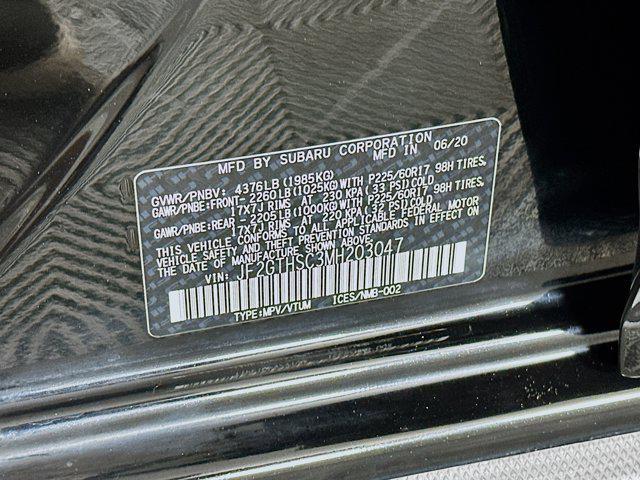 MFD BY SUBARU CORPORATION
MFD IN 06/20
GVWR/PNBV: 4376LB(1985KG)
GAWR/PNBE:FRONT- 2260LB(1025KG)WITH P225/60R17 98H TIRES,
17X7J RIMS AT 230 KPA(33 PSI)COLD
GAWR/PNBE:REAR - 2205LB(1000KG)WITH P225/60R17 98H TIRES,
17X7J RIMS AT 220 KPA(32 PSI)COLD
THIS VEHICLE CONFORMS TO ALL APPLICABLE FEDERAL MOTOR
VEHICLE SAFETY STANDARDS IN EFFECT ON
THE DATE OF MANUFACTURE SHOWN ABOVE.
VIN: JF2GTHSC3MH203047
TYPE:MPV/VTUM ICES/NMB-002